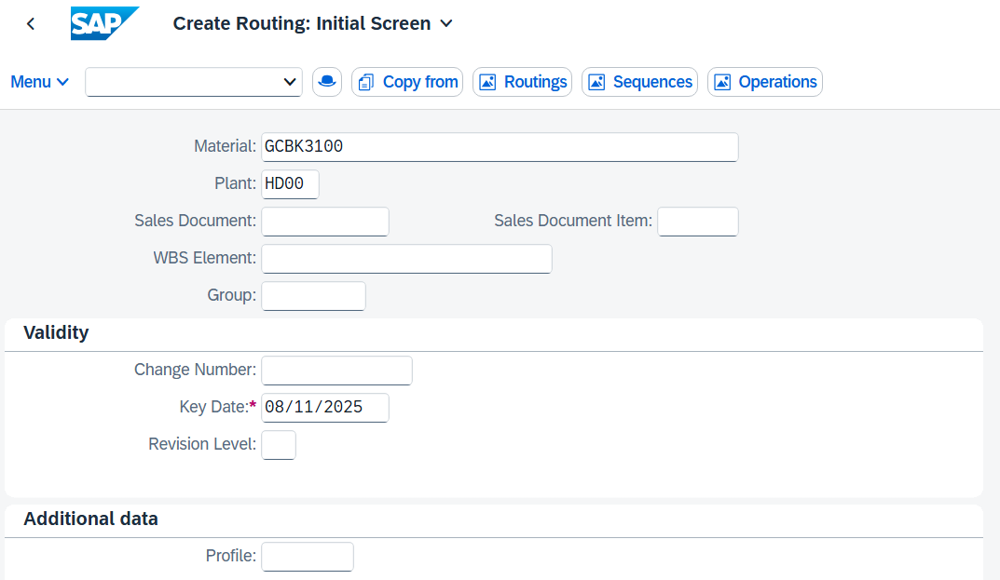 SAP Create Routing: Initial Screen
Menu Copy from Routings Sequences Operations
Material: GCBK3100
Plant: HD00
Sales Document: Sales Document Item:
WBS Element:
Group:
Validity
Change Number:
Key Date:* 08/11/2025
Revision Level:
Additional data
Profile: